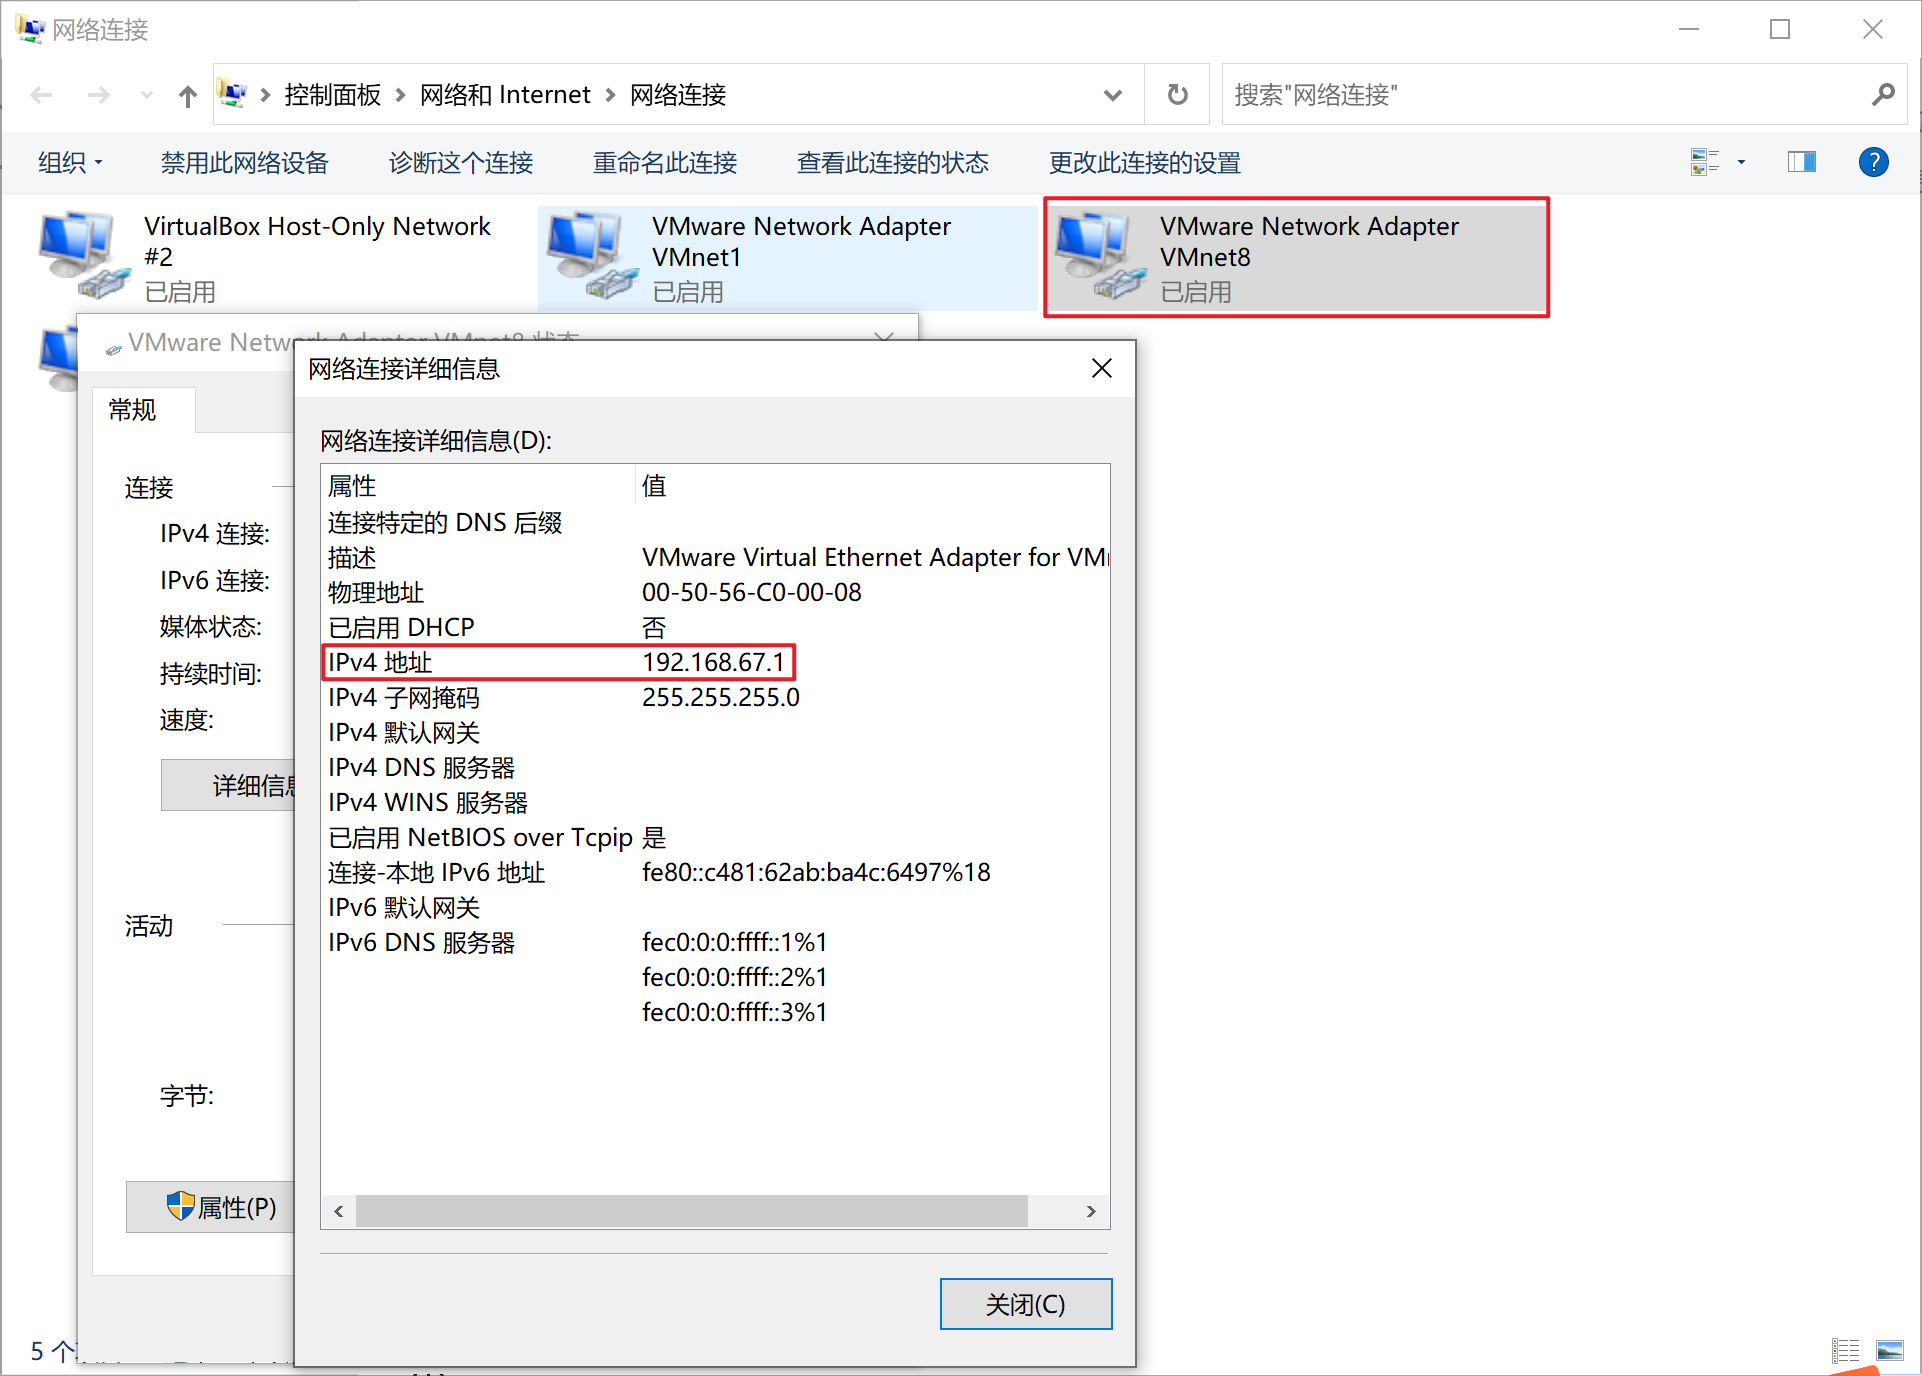 网络连接
控制面板 › 网络和 Internet › 网络连接
搜索"网络连接"
组织
禁用此网络设备
诊断这个连接
重命名此连接
查看此连接的状态
更改此连接的设置
VirtualBox Host-Only Network
#2
已启用
VMware Network Adapter
VMnet1
已启用
VMware Network Adapter
VMnet8
已启用
VMware Network Adapter VMnet8 状态
常规
连接
IPv4 连接:
IPv6 连接:
媒体状态:
持续时间:
速度:
详细信息
活动
字节:
属性(P)
5 个
网络连接详细信息
网络连接详细信息(D):
属性 值
连接特定的 DNS 后缀
描述 VMware Virtual Ethernet Adapter for
物理地址 00-50-56-C0-00-08
已启用 DHCP 否
IPv4 地址 192.168.67.1
IPv4 子网掩码 255.255.255.0
IPv4 默认网关
IPv4 DNS 服务器
IPv4 WINS 服务器
已启用 NetBIOS over Tcpip 是
连接-本地 IPv6 地址 fe80::c481:62ab:ba4c:6497%18
IPv6 默认网关
IPv6 DNS 服务器 fec0:0:0:ffff::1%1
fec0:0:0:ffff::2%1
fec0:0:0:ffff::3%1
关闭(C)